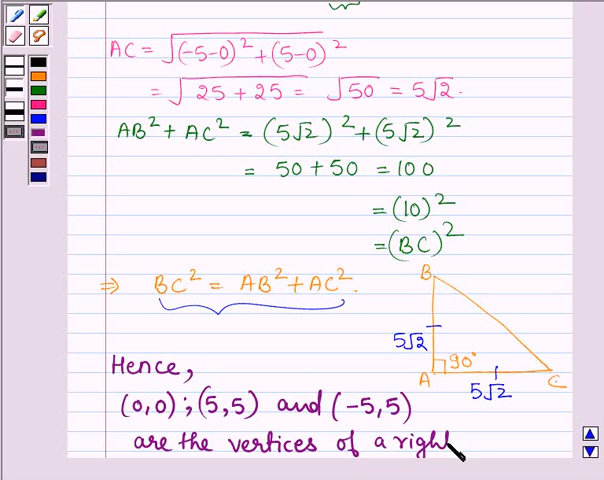 AC = √(-5-0)² + (5-0)²
= √25 + 25 = √50 = 5√2.
AB² + AC² = (5√2)² + (5√2)²
= 50 + 50 = 100
= (10)²
= (BC)²
⇒ BC² = AB² + AC².
B
5√2
90°
A
C
5√2
Hence,
(0,0) ; (5,5) and (-5,5)
are the vertices of a right